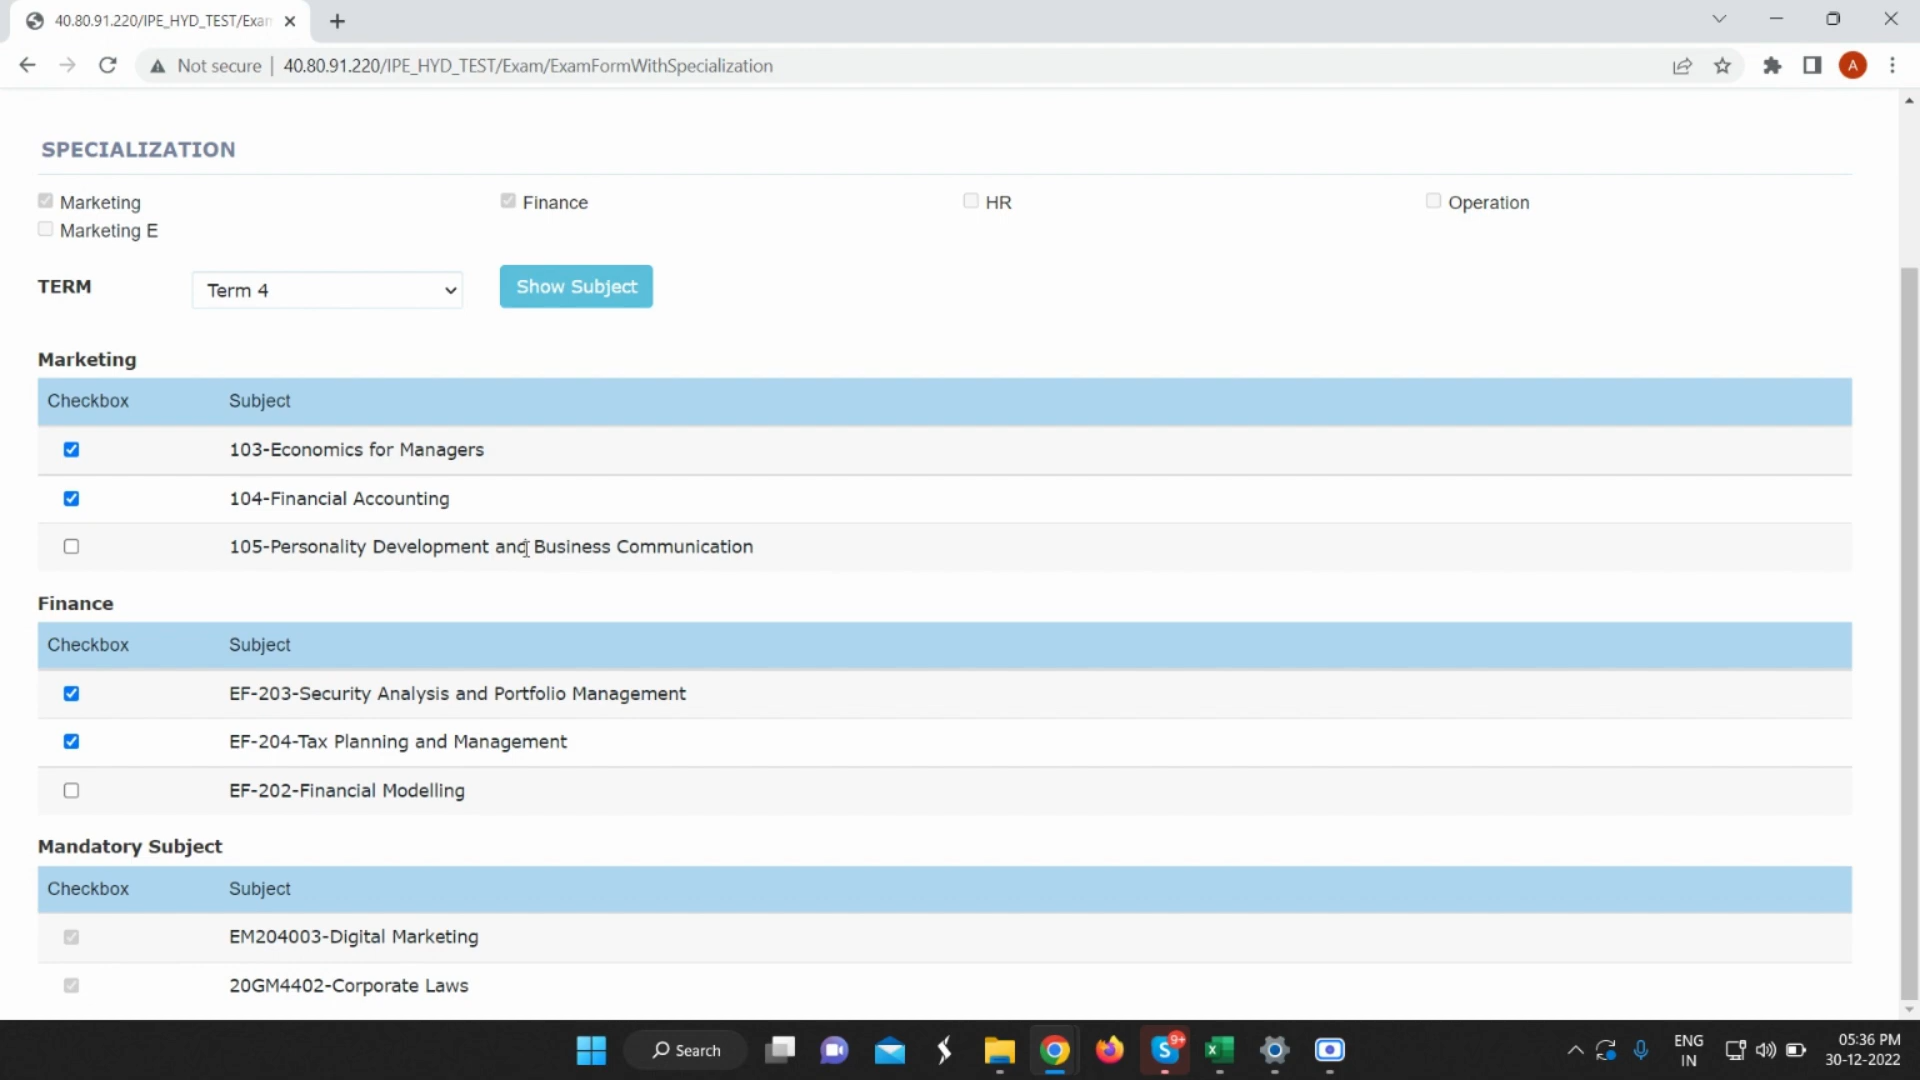 40.80.91.220/IPE_HYD_TEST/Exam
Not secure | 40.80.91.220/IPE_HYD_TEST/Exam/ExamFormWithSpecialization
A
SPECIALIZATION
Marketing
Finance
HR
Operation
Marketing E
TERM
Term 4
Show Subject
Marketing
Checkbox Subject
103-Economics for Managers
104-Financial Accounting
105-Personality Development and Business Communication
Finance
Checkbox Subject
EF-203-Security Analysis and Portfolio Management
EF-204-Tax Planning and Management
EF-202-Financial Modelling
Mandatory Subject
Checkbox Subject
EM204003-Digital Marketing
20GM4402-Corporate Laws
Search
S
9+
X
ENG
IN
05:36 PM
30-12-2022